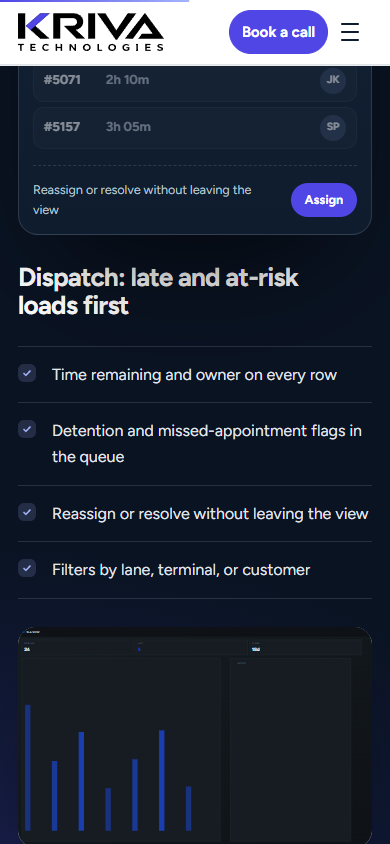 KRIVA
TECHNOLOGIES
Book a call
#5071 2h 10m JK
#5157 3h 05m SP
Reassign or resolve without leaving the
view
Assign
Dispatch: late and at-risk
loads first
Time remaining and owner on every row
Detention and missed-appointment flags in
the queue
Reassign or resolve without leaving the view
Filters by lane, terminal, or customer